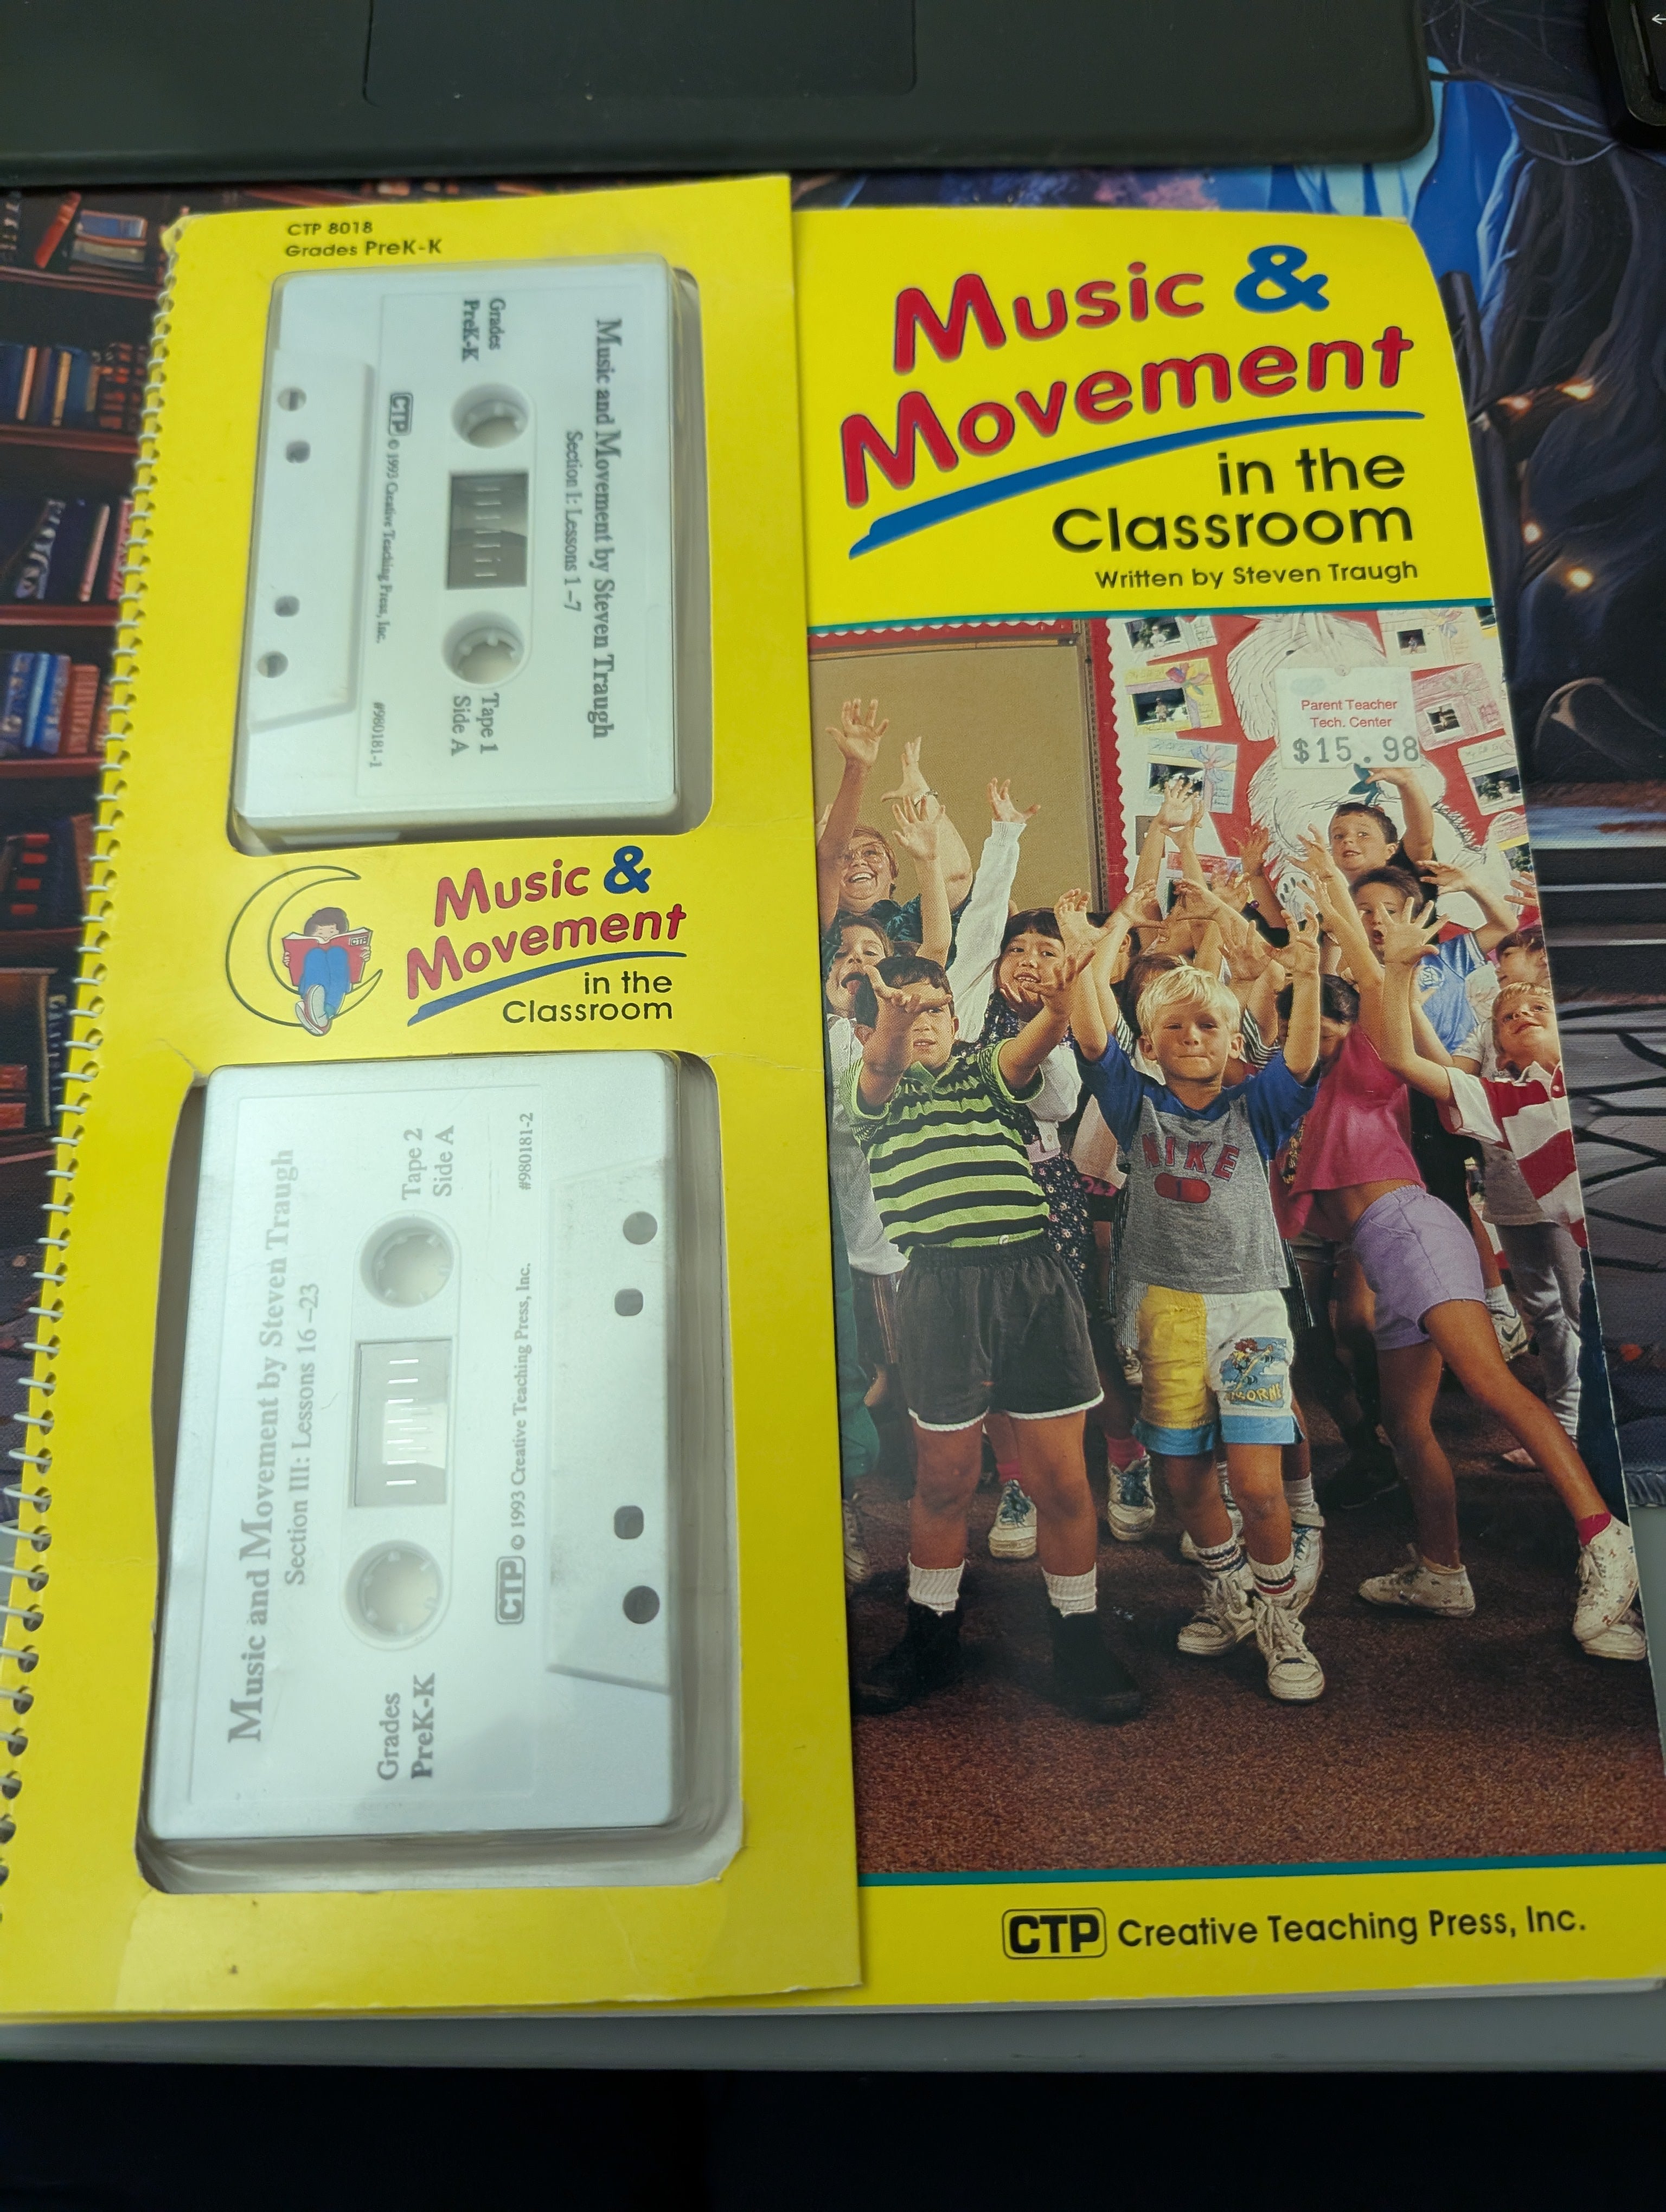 CTP 8018
Grades PreK-K
Music and Movement by Steven Traugh
Section I: Lessons 1-7
Grades
PreK-K
Tape 1
Side A
CTP © 1993 Creative Teaching Press, Inc.
#980181-1
CTP
Music &
Movement
in the
Classroom
Music and Movement by Steven Traugh
Section III: Lessons 16-23
Tape 2
Side A
Grades
PreK-K
CTP © 1993 Creative Teaching Press, Inc.
#980181-2
Music &
Movement
in the
Classroom
Written by Steven Traugh
Parent Teacher
Tech. Center
$15.98
NIKE
CTP Creative Teaching Press, Inc.